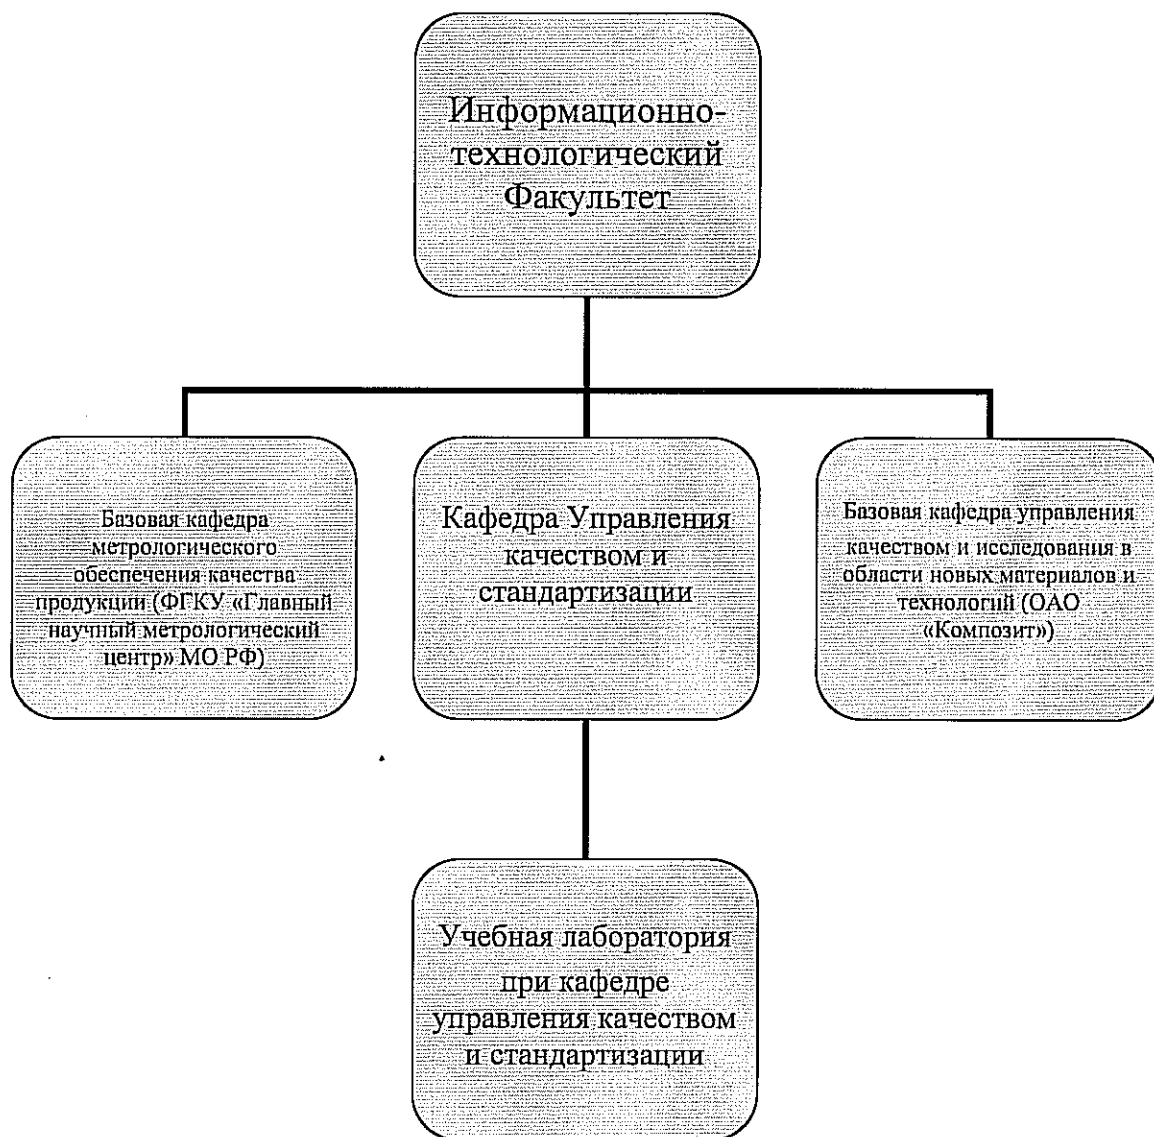 Информационно-
технологический
Факультет
Базовая кафедра
метрологического
обеспечения качества
продукции (ФГКУ «Главный
научный метрологический
центр» МО РФ)
Кафедра Управления
качеством и
стандартизации
Базовая кафедра управления
качеством и исследования в
области новых материалов и
технологий (ОАО
«Композит»)
Учебная лаборатория
при кафедре
управления качеством
и стандартизации